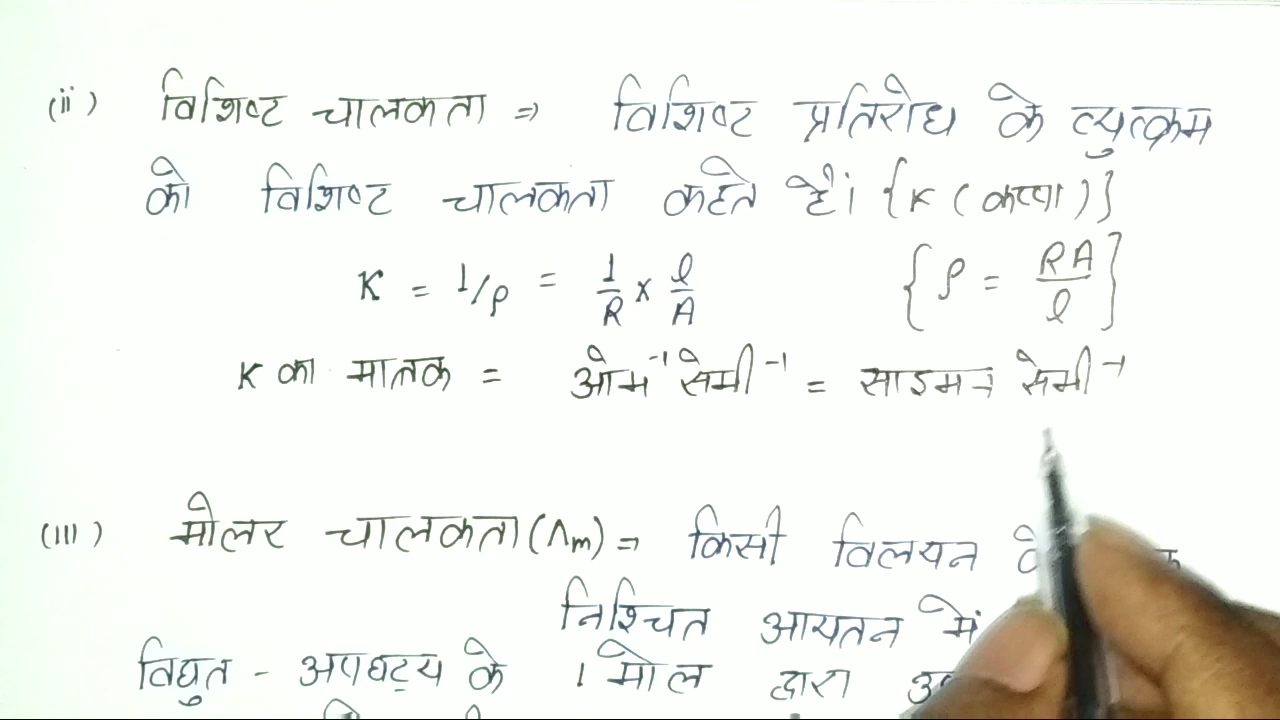 (ii) विशिष्ट चालकता => विशिष्ट प्रतिरोध के व्युत्क्रम
को विशिष्ट चालकता कहते हैं। {K (कप्पा)}
K = 1/ρ = 1/R × l/A {ρ = RA/l}
K का मात्रक = ओम⁻¹ सेमी⁻¹ = साइमन सेमी⁻¹
(iii) मोलर चालकता (Λm) => किसी विलयन के
निश्चित आयतन में
विद्युत - अपघट्य के 1 मोल द्वारा